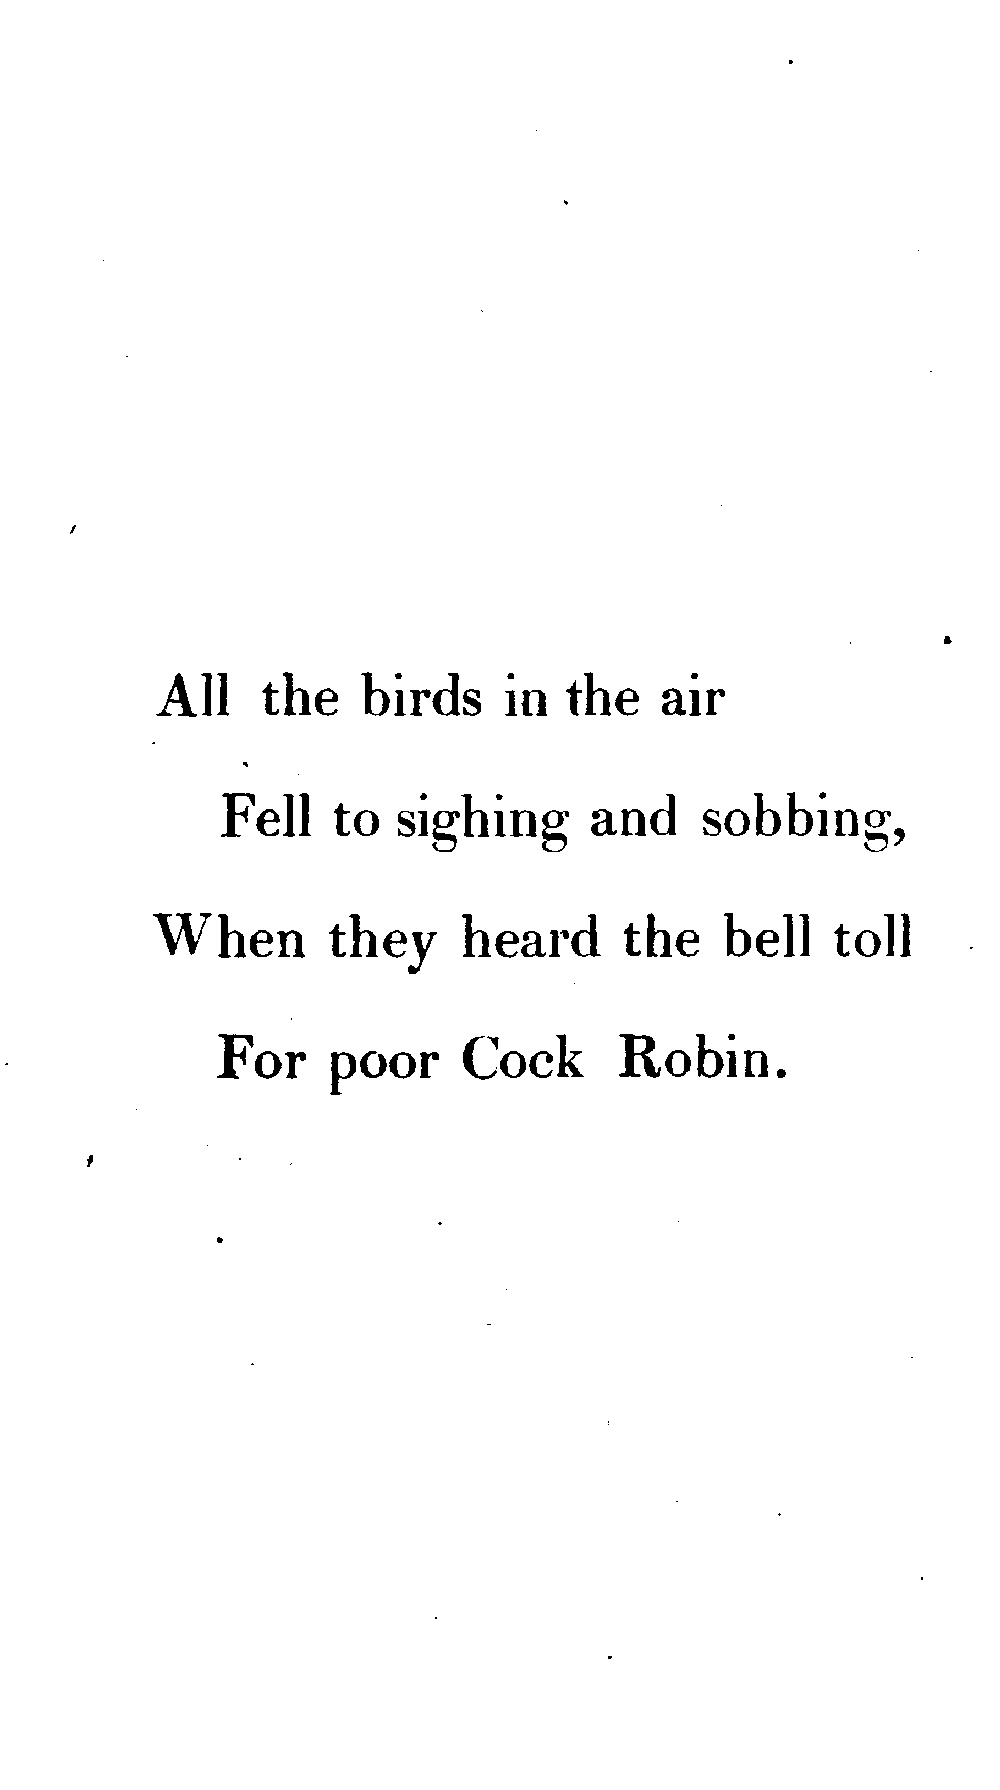 All the birds in the air
Fell to sighing and sobbing,
When they heard the bell toll
For poor Cock Robin.